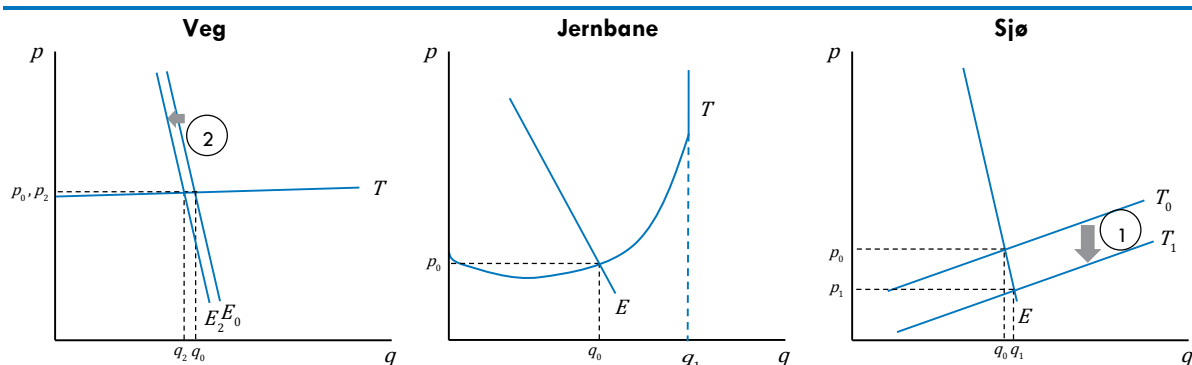 Veg
p
2
p₀, p₂
T
E₂ E₀
q₂ q₀
q
Jernbane
p
T
p₀
E
q₀
q₁
q
Sjø
p
T₀
1
T₁
p₀
p₁
E
q₀ q₁
q